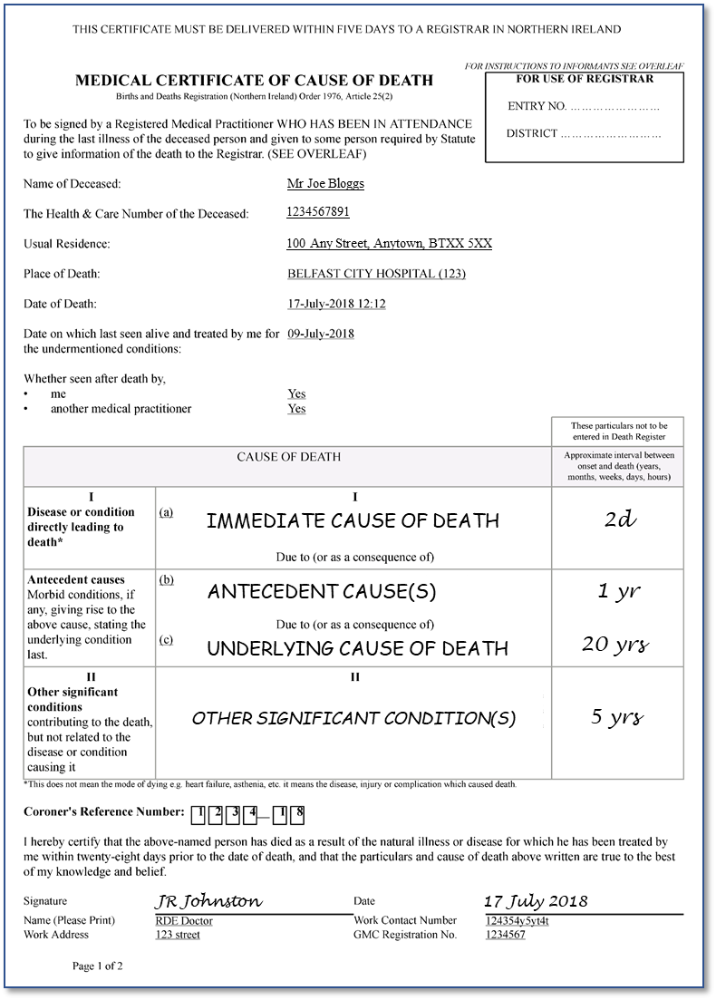 THIS CERTIFICATE MUST BE DELIVERED WITHIN FIVE DAYS TO A REGISTRAR IN NORTHERN IRELAND
FOR INSTRUCTIONS TO INFORMANTS SEE OVERLEAF
MEDICAL CERTIFICATE OF CAUSE OF DEATH
Births and Deaths Registration (Northern Ireland) Order 1976, Article 25(2)
FOR USE OF REGISTRAR
ENTRY NO. ……………………
DISTRICT ………………………
To be signed by a Registered Medical Practitioner WHO HAS BEEN IN ATTENDANCE
during the last illness of the deceased person and given to some person required by Statute
to give information of the death to the Registrar. (SEE OVERLEAF)
Name of Deceased: Mr Joe Bloggs
The Health & Care Number of the Deceased: 1234567891
Usual Residence: 100 Any Street, Anytown, BTXX 5XX
Place of Death: BELFAST CITY HOSPITAL (123)
Date of Death: 17-July-2018 12:12
Date on which last seen alive and treated by me for 09-July-2018
the undermentioned conditions:
Whether seen after death by,
• me Yes
• another medical practitioner Yes
These particulars not to be
entered in Death Register
CAUSE OF DEATH
Approximate interval between
onset and death (years,
months, weeks, days, hours)
I
Disease or condition
directly leading to
death*
I
(a) IMMEDIATE CAUSE OF DEATH
2d
Due to (or as a consequence of)
Antecedent causes
Morbid conditions, if
any, giving rise to the
above cause, stating the
underlying condition
last.
(b) ANTECEDENT CAUSE(S)
1 yr
Due to (or as a consequence of)
(c) UNDERLYING CAUSE OF DEATH
20 yrs
II
Other significant
conditions
contributing to the death,
but not related to the
disease or condition
causing it
II
OTHER SIGNIFICANT CONDITION(S)
5 yrs
*This does not mean the mode of dying e.g. heart failure, asthenia, etc. it means the disease, injury or complication which caused death.
Coroner's Reference Number: 1 2 3 4 — 1 8
I hereby certify that the above-named person has died as a result of the natural illness or disease for which he has been treated by
me within twenty-eight days prior to the date of death, and that the particulars and cause of death above written are true to the best
of my knowledge and belief.
Signature JR Johnston Date 17 July 2018
Name (Please Print) RDE Doctor Work Contact Number 124354y5yt4t
Work Address 123 street GMC Registration No. 1234567
Page 1 of 2